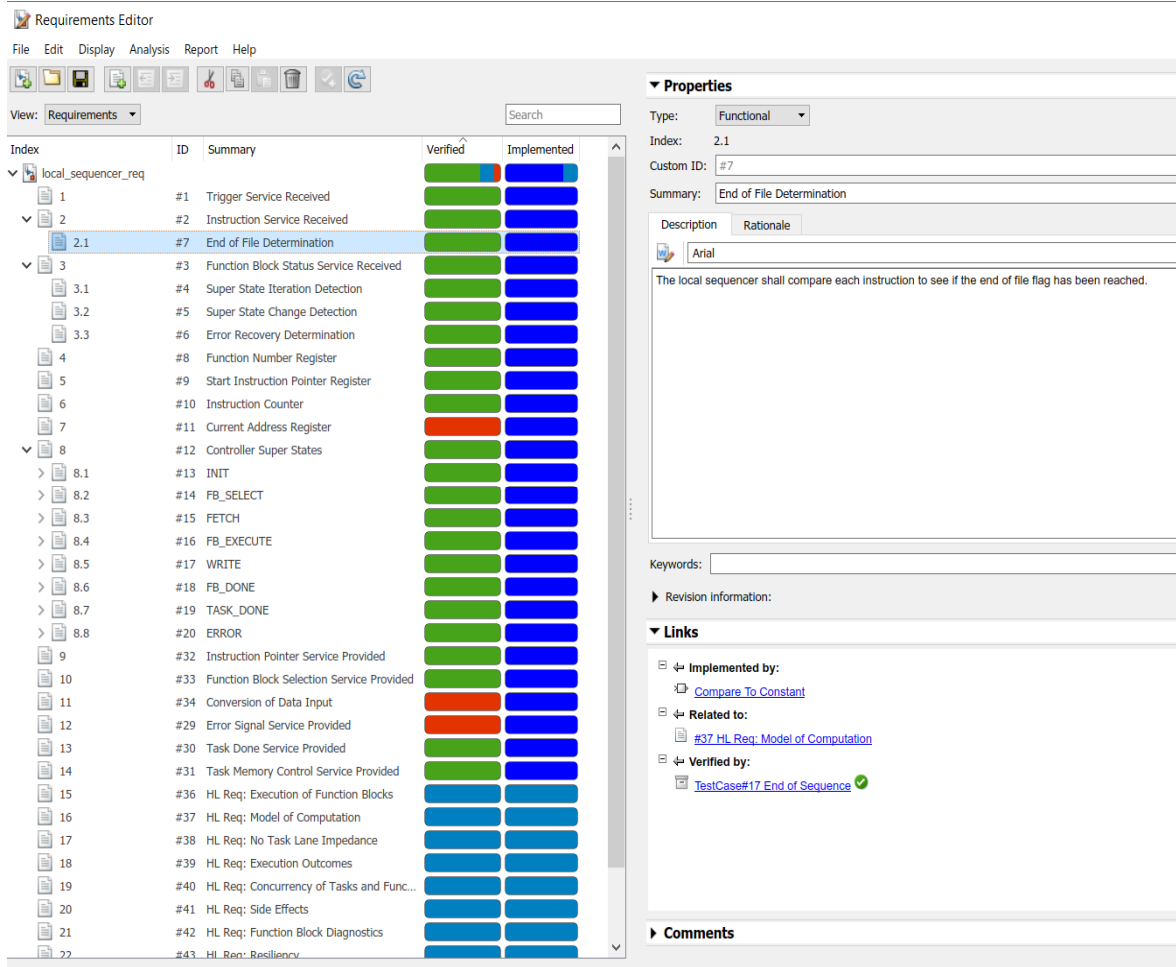 Requirements Editor
File Edit Display Analysis Report Help
View: Requirements
Search
Index ID Summary Verified Implemented
local_sequencer_req
1 #1 Trigger Service Received
2 #2 Instruction Service Received
2.1 #7 End of File Determination
3 #3 Function Block Status Service Received
3.1 #4 Super State Iteration Detection
3.2 #5 Super State Change Detection
3.3 #6 Error Recovery Determination
4 #8 Function Number Register
5 #9 Start Instruction Pointer Register
6 #10 Instruction Counter
7 #11 Current Address Register
8 #12 Controller Super States
8.1 #13 INIT
8.2 #14 FB_SELECT
8.3 #15 FETCH
8.4 #16 FB_EXECUTE
8.5 #17 WRITE
8.6 #18 FB_DONE
8.7 #19 TASK_DONE
8.8 #20 ERROR
9 #32 Instruction Pointer Service Provided
10 #33 Function Block Selection Service Provided
11 #34 Conversion of Data Input
12 #29 Error Signal Service Provided
13 #30 Task Done Service Provided
14 #31 Task Memory Control Service Provided
15 #36 HL Req: Execution of Function Blocks
16 #37 HL Req: Model of Computation
17 #38 HL Req: No Task Lane Impedance
18 #39 HL Req: Execution Outcomes
19 #40 HL Req: Concurrency of Tasks and Func...
20 #41 HL Req: Side Effects
21 #42 HL Req: Function Block Diagnostics
22 #43 HL Req: Resiliency
Properties
Type: Functional
Index: 2.1
Custom ID: #7
Summary: End of File Determination
Description Rationale
Arial
The local sequencer shall compare each instruction to see if the end of file flag has been reached.
Keywords:
Revision information:
Links
Implemented by:
Compare To Constant
Related to:
#37 HL Req: Model of Computation
Verified by:
TestCase#17 End of Sequence
Comments